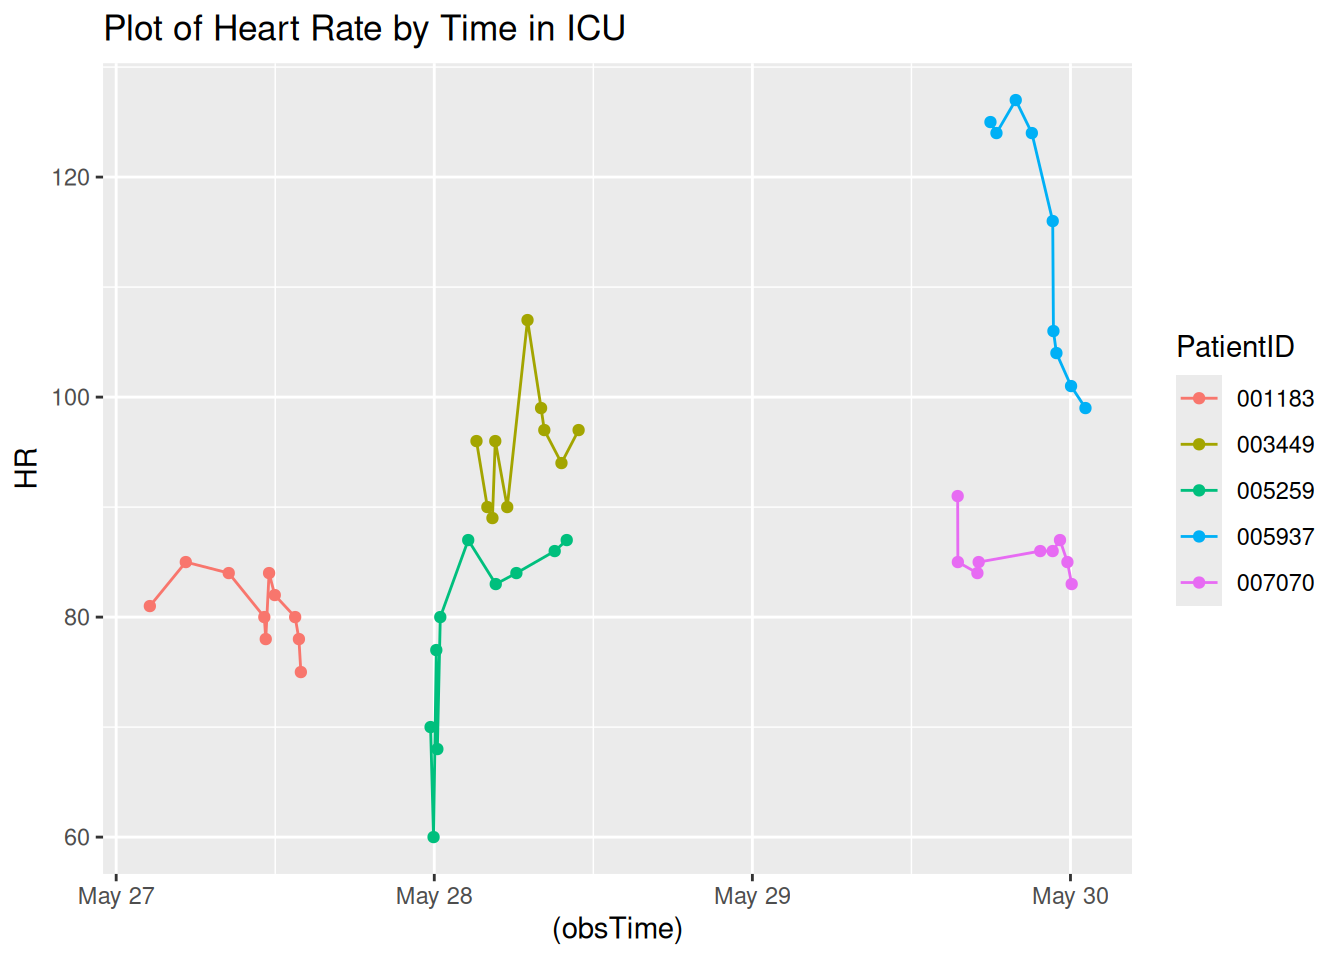 Plot of Heart Rate by Time in ICU
120
100
80
60
HR
May 27
May 28
May 29
May 30
(obsTime)
PatientID
001183
003449
005259
005937
007070